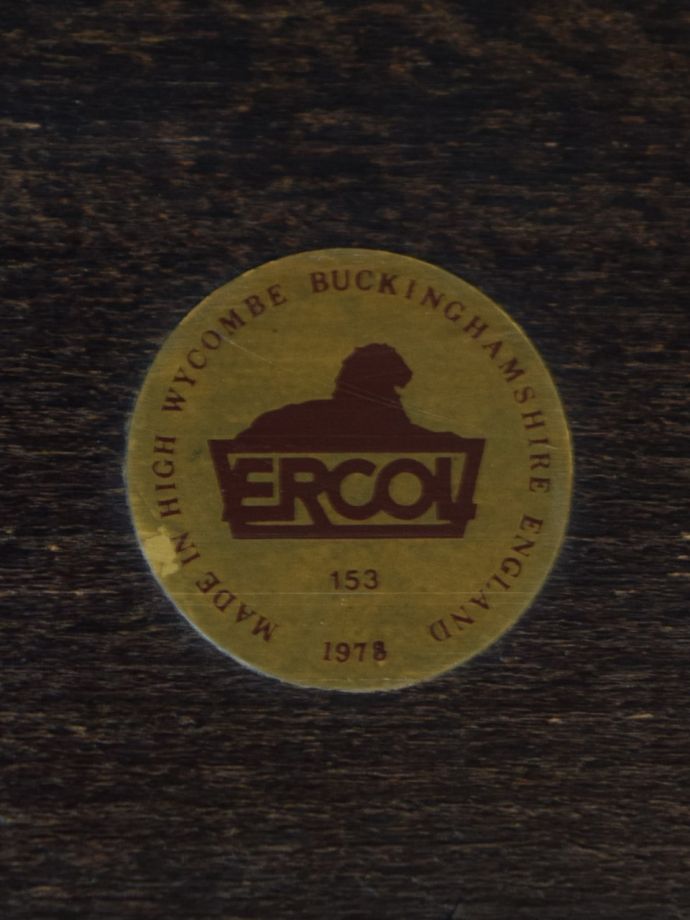 MADE IN HIGH WYCOMBE BUCKINGHAMSHIRE ENGLAND
ERCOL
153
1978